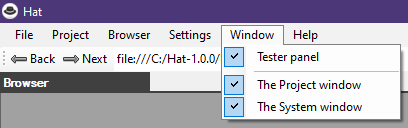 Hat
File Project Browser Settings Window Help
Back Next file:///C:/Hat-1.0.0/
Tester panel
Browser
The Project window
The System window